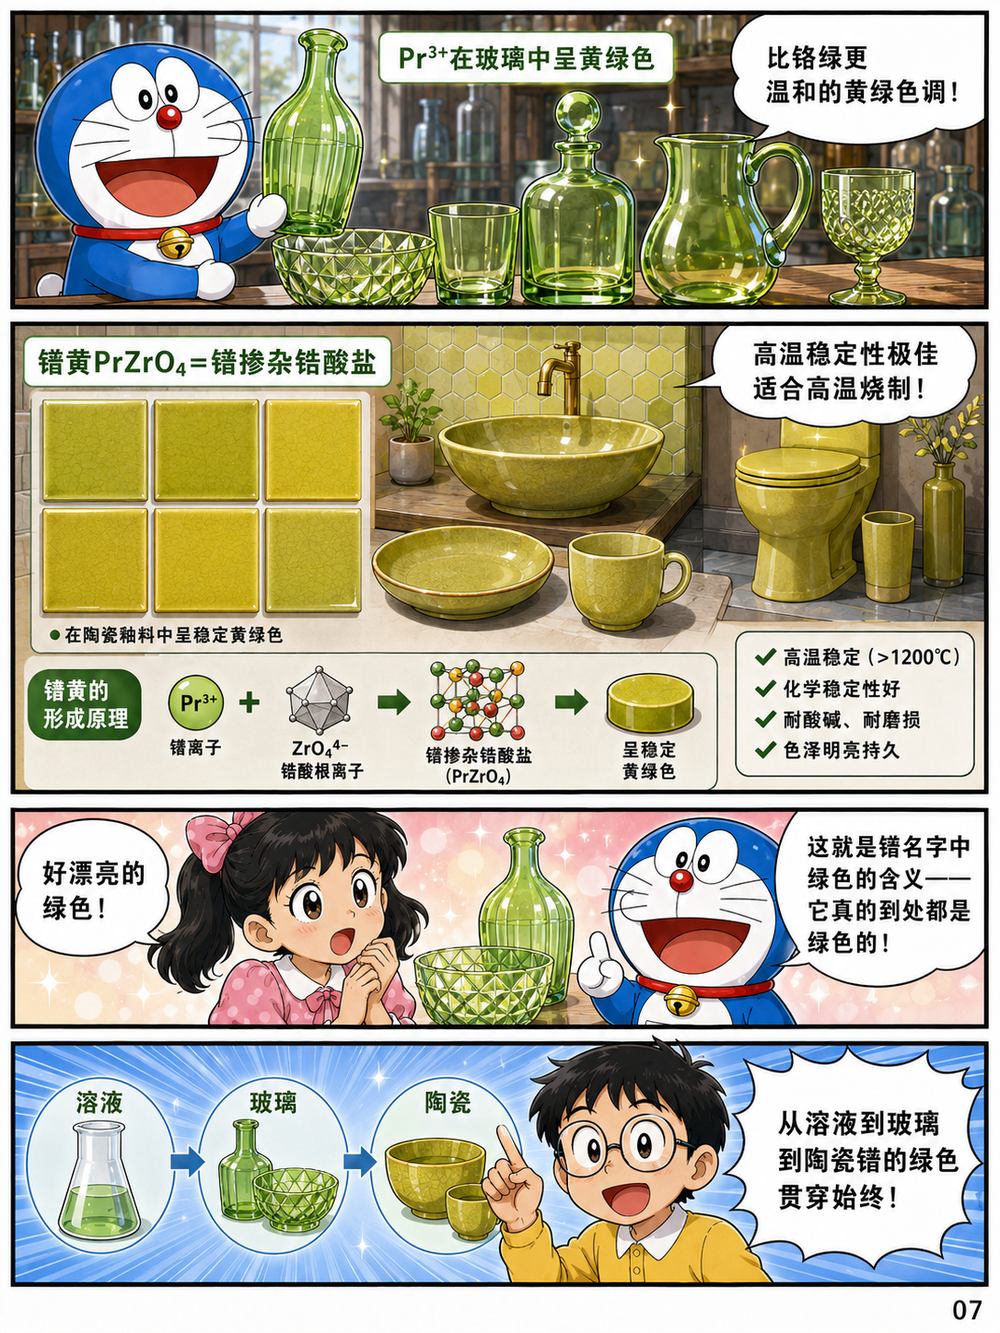 Pr³⁺在玻璃中呈黄绿色
比铬绿更
温和的黄绿色调！
镨黄PrZrO₄=镨掺杂锆酸盐
高温稳定性极佳
适合高温烧制！
●在陶瓷釉料中呈稳定黄绿色
镨黄的
形成原理
Pr³⁺
镨离子
+
ZrO₄⁴⁻
锆酸根离子
镨掺杂锆酸盐
(PrZrO₄)
呈稳定
黄绿色
✓高温稳定（>1200℃）
✓化学稳定性好
✓耐酸碱、耐磨损
✓色泽明亮持久
好漂亮的
绿色！
这就是镨名字中
绿色的含义——
它真的到处都是
绿色的！
溶液
玻璃
陶瓷
从溶液到玻璃
到陶瓷镨的绿色
贯穿始终！
07